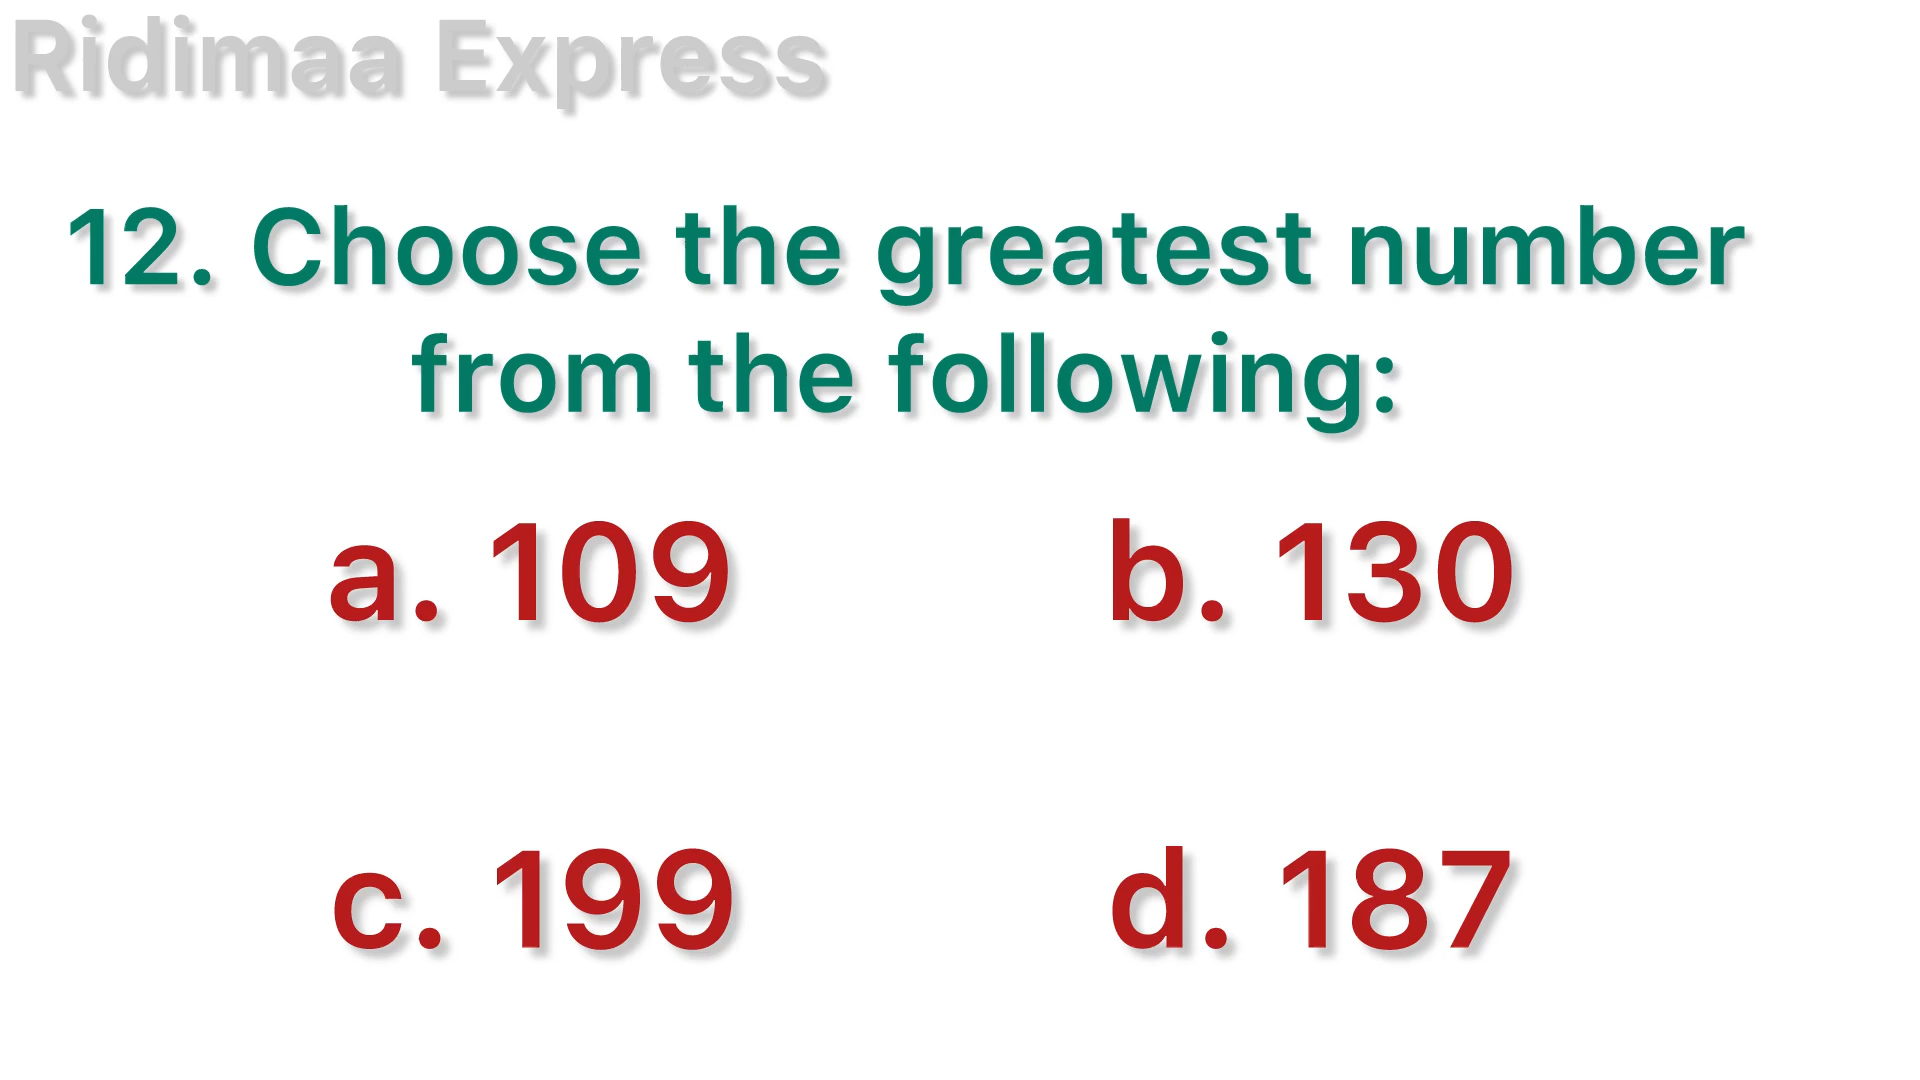 Ridimaa Express
12. Choose the greatest number
from the following:
a. 109 b. 130
c. 199 d. 187